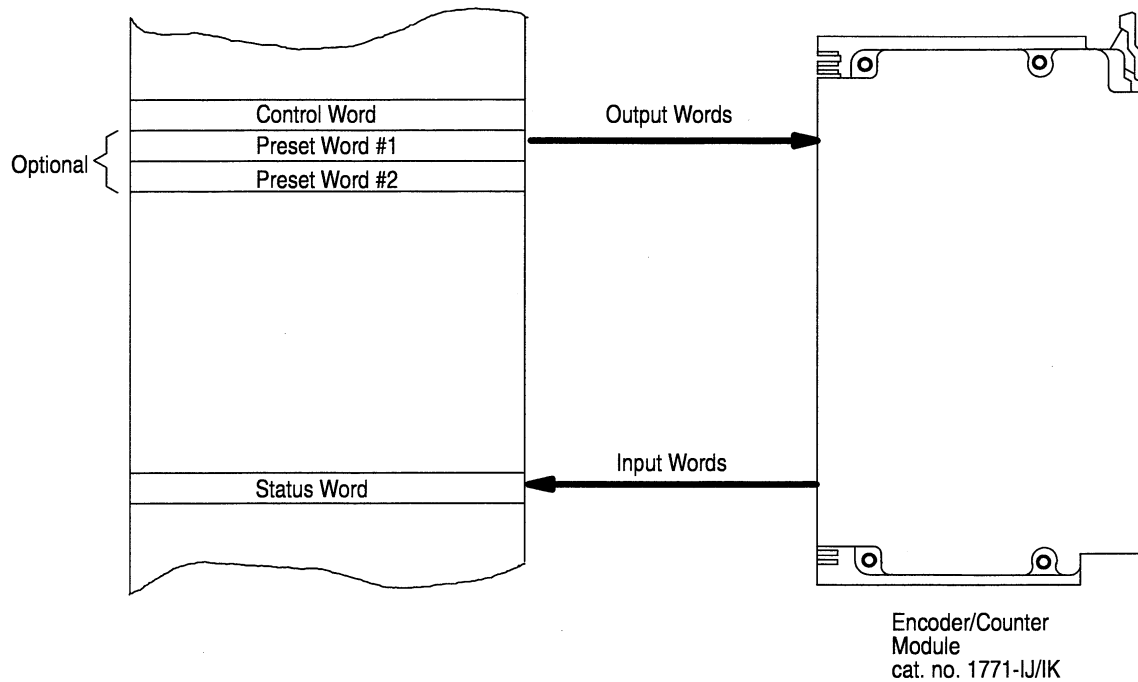 Control Word
Output Words
Optional
Preset Word #1
Preset Word #2
Input Words
Status Word
Encoder/Counter
Module
cat. no. 1771-IJ/IK